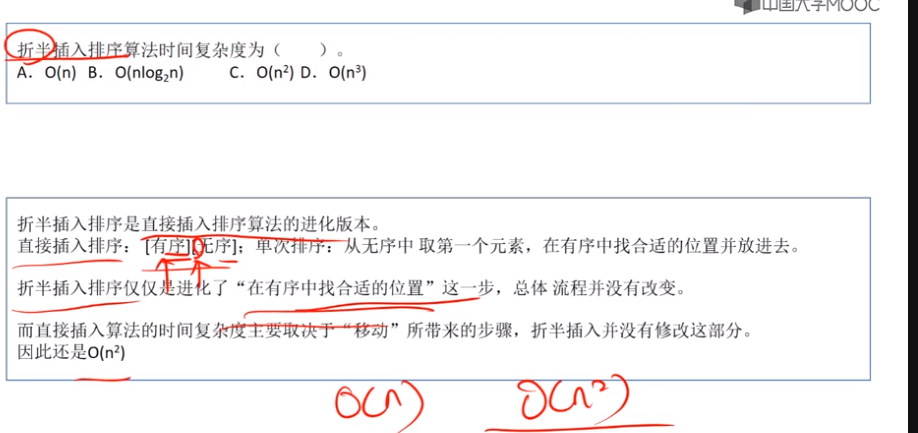 中国大学MOOC
折半插入排序算法时间复杂度为（ ）。
A. O(n) B. O(nlog₂n) C. O(n²) D. O(n³)
折半插入排序是直接插入排序算法的进化版本。
直接插入排序：[有序][无序]；单次排序：从无序中 取第一个元素，在有序中找合适的位置并放进去。
折半插入排序仅仅是进化了“在有序中找合适的位置”这一步，总体 流程并没有改变。
而直接插入算法的时间复杂度主要取决于“移动”所带来的步骤，折半插入并没有修改这部分。
因此还是O(n²)
O(n) O(n²)